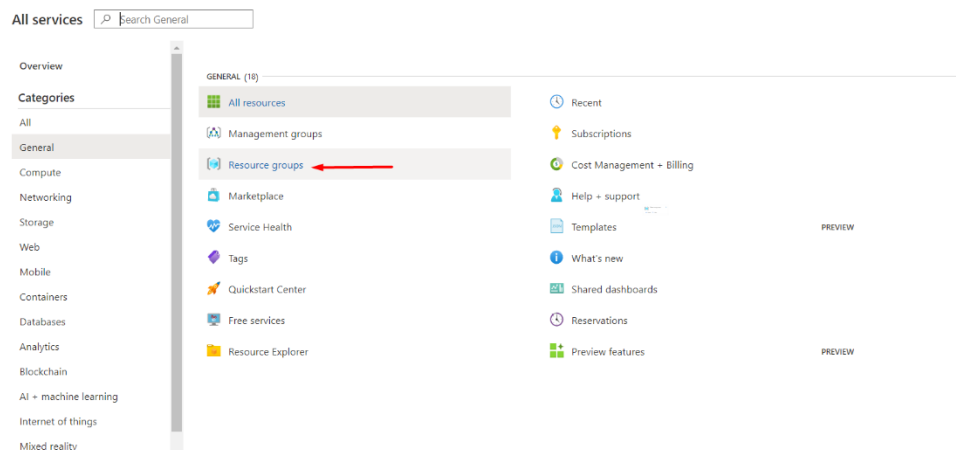 All services
Search General
Overview
Categories
All
General
Compute
Networking
Storage
Web
Mobile
Containers
Databases
Analytics
Blockchain
AI + machine learning
Internet of things
Mixed reality
GENERAL (18)
All resources
Management groups
Resource groups
Marketplace
Service Health
Tags
Quickstart Center
Free services
Resource Explorer
Recent
Subscriptions
Cost Management + Billing
Help + support
Templates PREVIEW
What's new
Shared dashboards
Reservations
Preview features PREVIEW